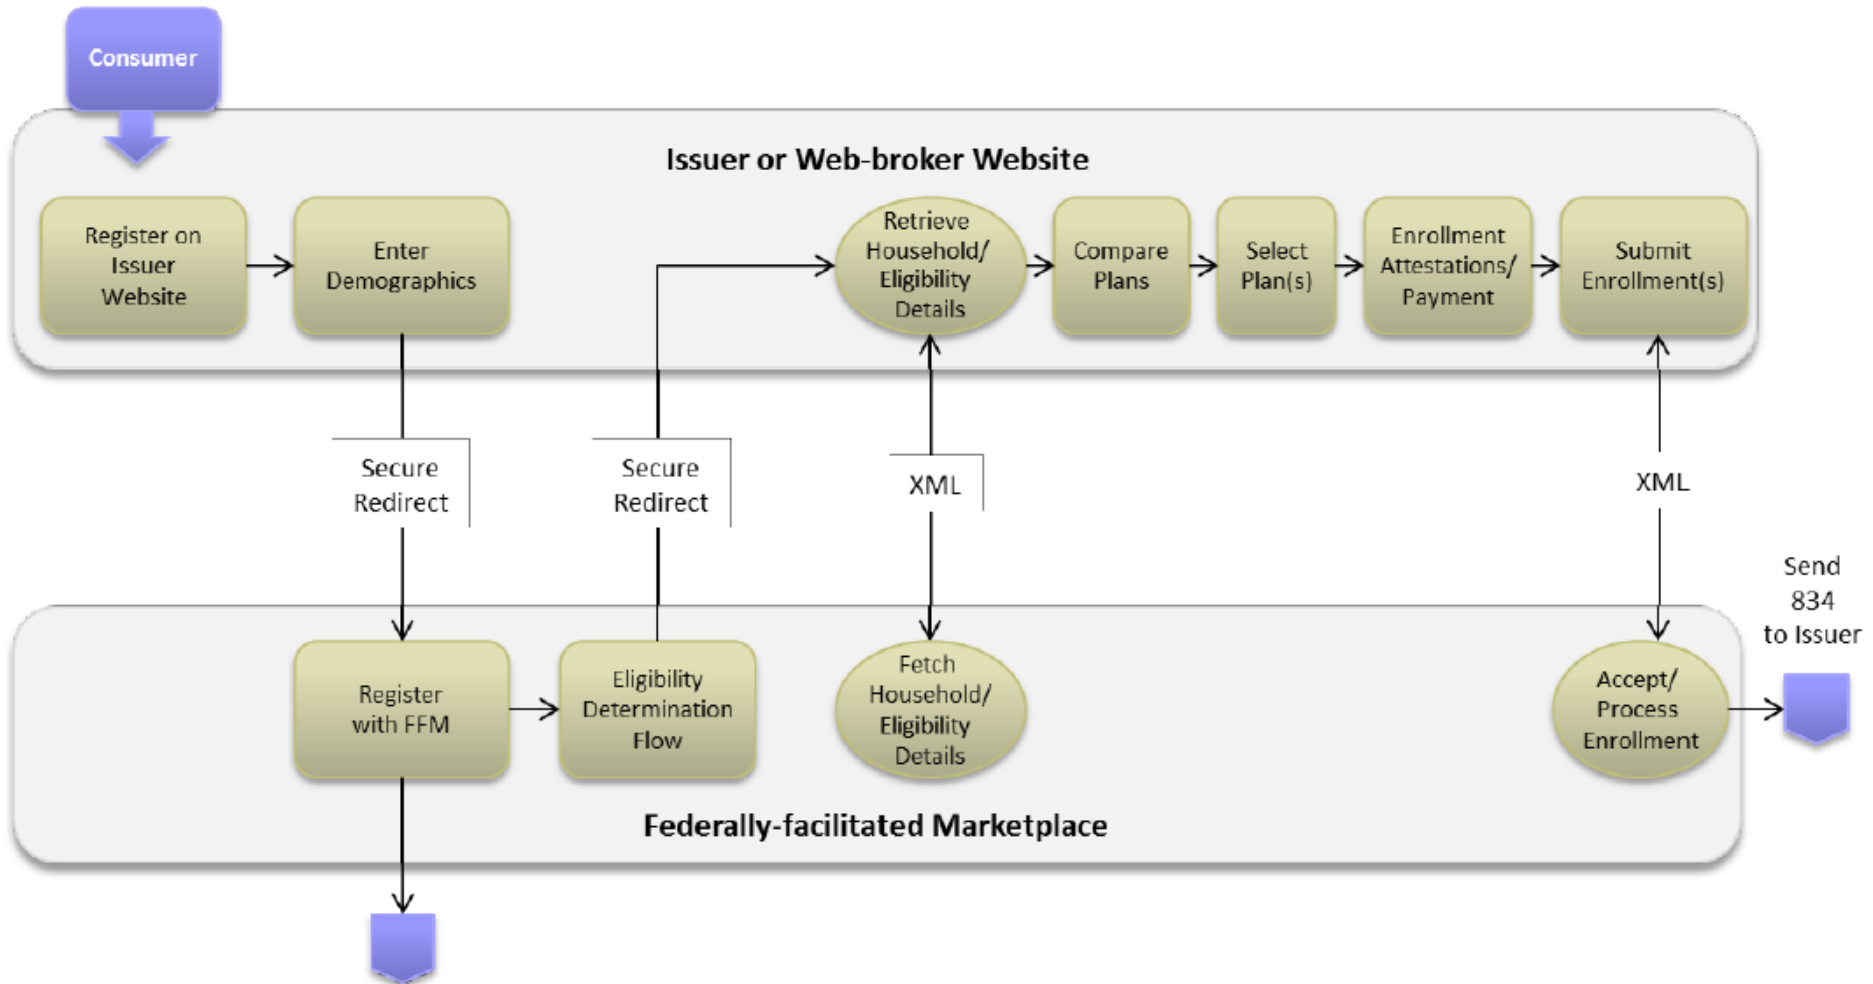 Consumer
Issuer or Web-broker Website
Register on
Issuer
Website
Enter
Demographics
Retrieve
Household/
Eligibility
Details
Compare
Plans
Select
Plan(s)
Enrollment
Attestations/
Payment
Submit
Enrollment(s)
Secure
Redirect
Secure
Redirect
XML
XML
Send
834
to Issuer
Register
with FFM
Eligibility
Determination
Flow
Fetch
Household/
Eligibility
Details
Accept/
Process
Enrollment
Federally-facilitated Marketplace